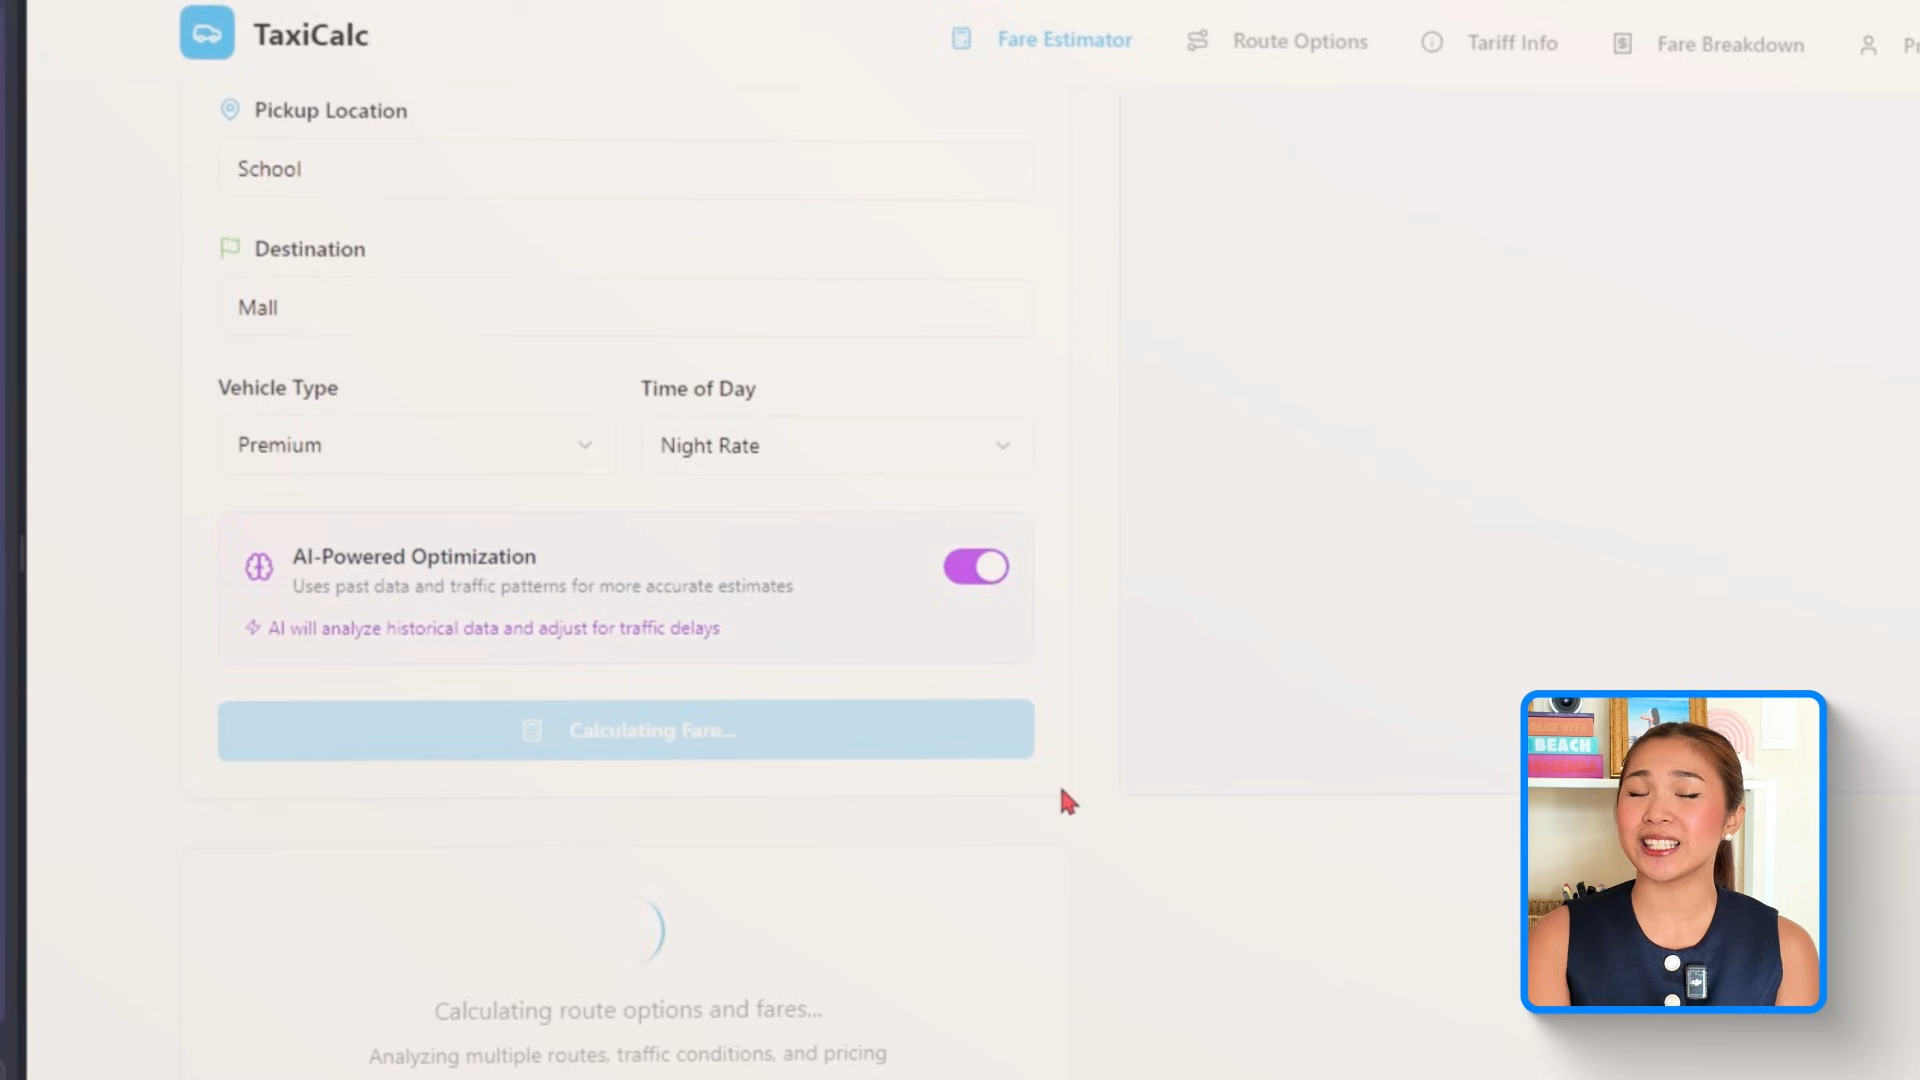 TaxiCalc
Fare Estimator
Route Options
Tariff Info
Fare Breakdown
Pickup Location
School
Destination
Mall
Vehicle Type
Time of Day
Premium
Night Rate
AI-Powered Optimization
Uses past data and traffic patterns for more accurate estimates
AI will analyze historical data and adjust for traffic delays
Calculating Fare...
BEACH
Calculating route options and fares...
Analyzing multiple routes, traffic conditions, and pricing